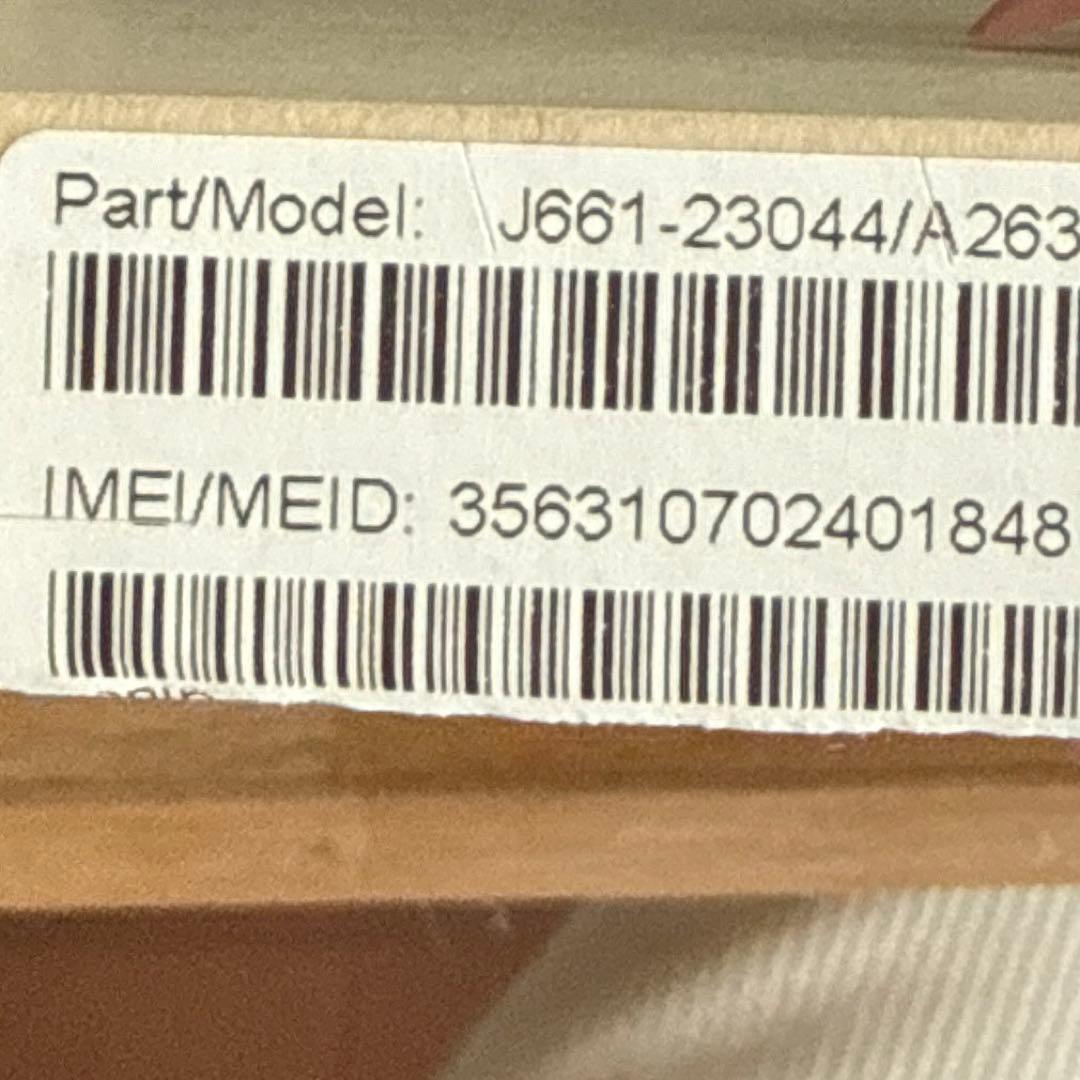 Part/Model: J661-23044/A263
IMEI/MEID: 356310702401848